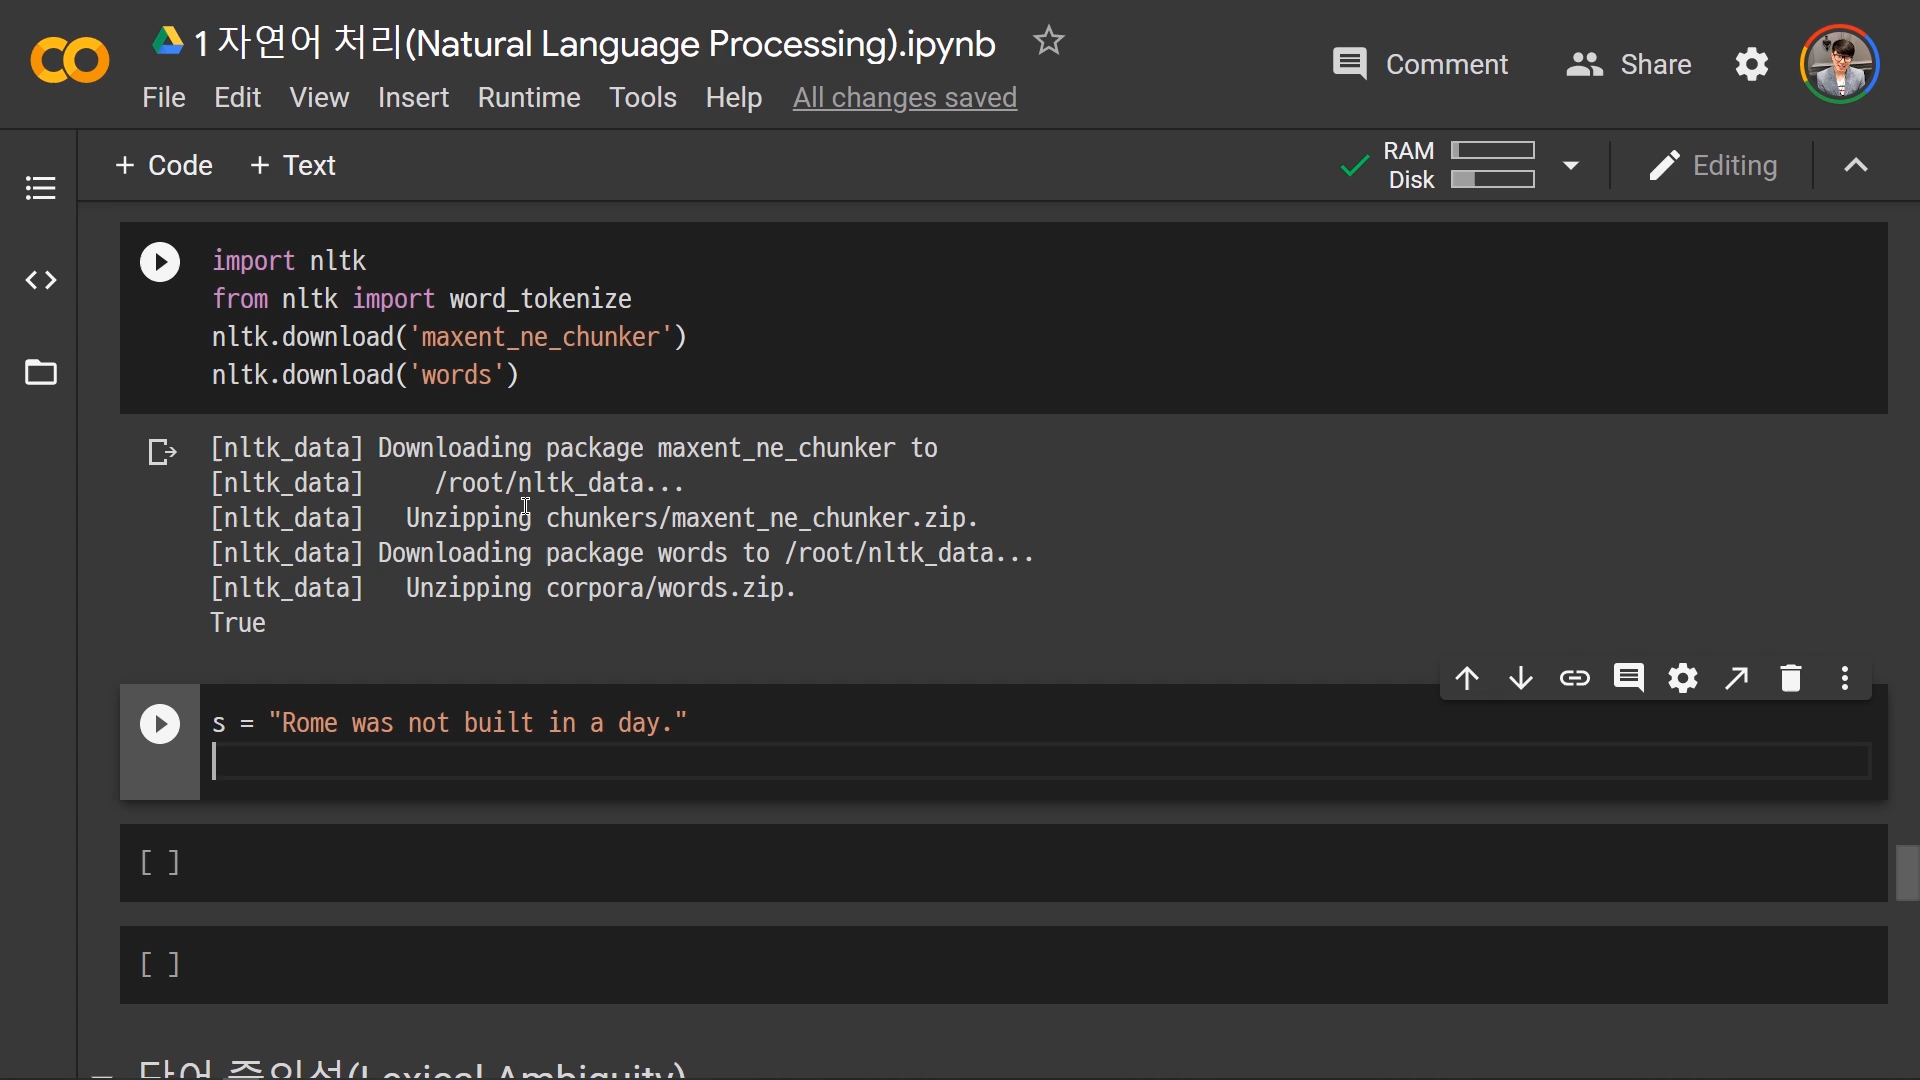 1 자연어 처리(Natural Language Processing).ipynb
Comment
Share
File Edit View Insert Runtime Tools Help All changes saved
+ Code + Text
RAM
Disk
Editing
import nltk
from nltk import word_tokenize
nltk.download('maxent_ne_chunker')
nltk.download('words')
[nltk_data] Downloading package maxent_ne_chunker to
[nltk_data]     /root/nltk_data...
[nltk_data]   Unzipping chunkers/maxent_ne_chunker.zip.
[nltk_data] Downloading package words to /root/nltk_data...
[nltk_data]   Unzipping corpora/words.zip.
True
s = "Rome was not built in a day."
[ ]
[ ]
단어 중의성(Lexical Ambiguity)